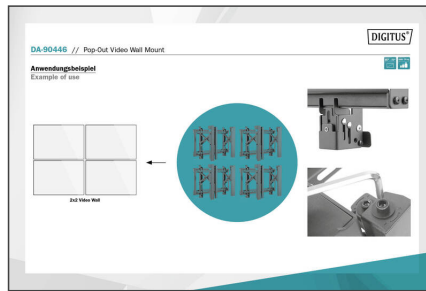 DIGITUS®
DA-90446 // Pop-Out Video Wall Mount
Anwendungsbeispiel
Example of use
2x2 Video Wall